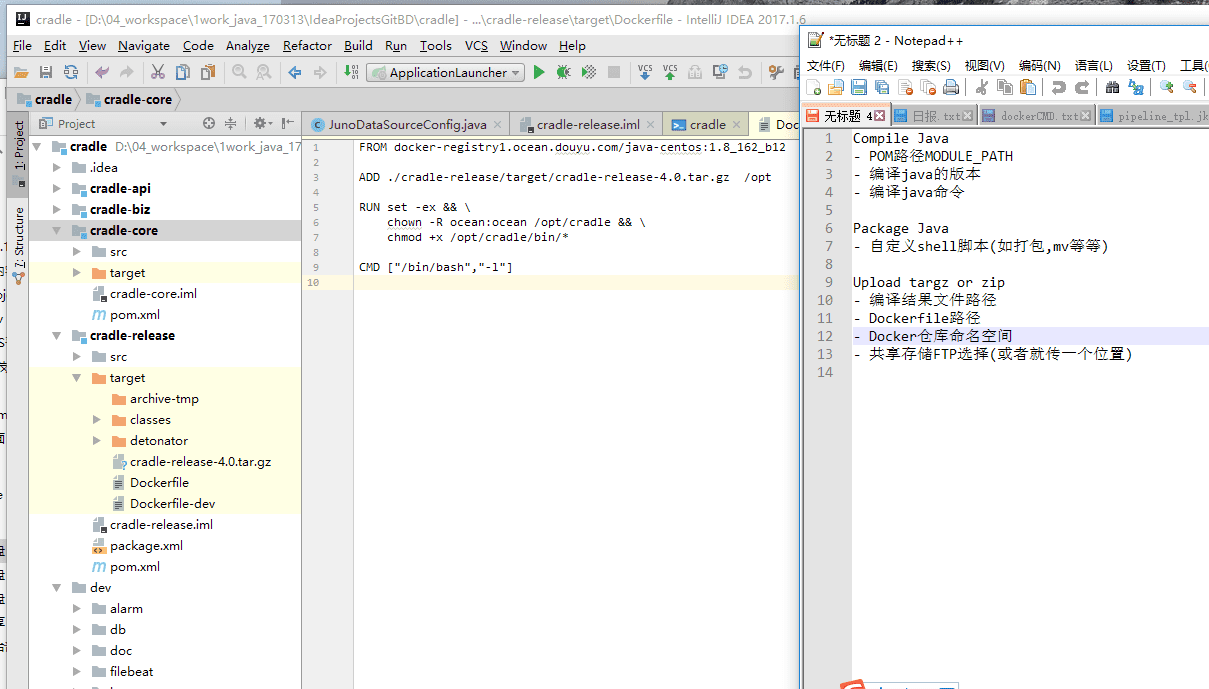 cradle - [D:\04_workspace\1work_java_170313\IdeaProjectsGitBD\cradle] - ...\cradle-release\target\Dockerfile - IntelliJ IDEA 2017.1.6
File Edit View Navigate Code Analyze Refactor Build Run Tools VCS Window Help
ApplicationLauncher
VCS VCS
cradle cradle-core
Project
1: Project
7: Structure
cradle D:\04_workspace\1work_java_17
.idea
cradle-api
cradle-biz
cradle-core
src
target
cradle-core.iml
pom.xml
cradle-release
src
target
archive-tmp
classes
detonator
cradle-release-4.0.tar.gz
Dockerfile
Dockerfile-dev
cradle-release.iml
package.xml
pom.xml
dev
alarm
db
doc
filebeat
JunoDataSourceConfig.java cradle-release.iml cradle Doc
1 FROM docker-registry1.ocean.douyu.com/java-centos:1.8_162_b12
2
3 ADD ./cradle-release/target/cradle-release-4.0.tar.gz /opt
4
5 RUN set -ex && \
6 chown -R ocean:ocean /opt/cradle && \
7 chmod +x /opt/cradle/bin/*
8
9 CMD ["/bin/bash","-l"]
10
*无标题 2 - Notepad++
文件(F) 编辑(E) 搜索(S) 视图(V) 编码(N) 语言(L) 设置(T) 工具(
无标题 4 日报.txt dockerCMD.txt pipeline_tpl.jk
1 Compile Java
2 - POM路径MODULE_PATH
3 - 编译java的版本
4 - 编译java命令
5
6 Package Java
7 - 自定义shell脚本(如打包,mv等等)
8
9 Upload targz or zip
10 - 编译结果文件路径
11 - Dockerfile路径
12 - Docker仓库命名空间
13 - 共享存储FTP选择(或者就传一个位置)
14